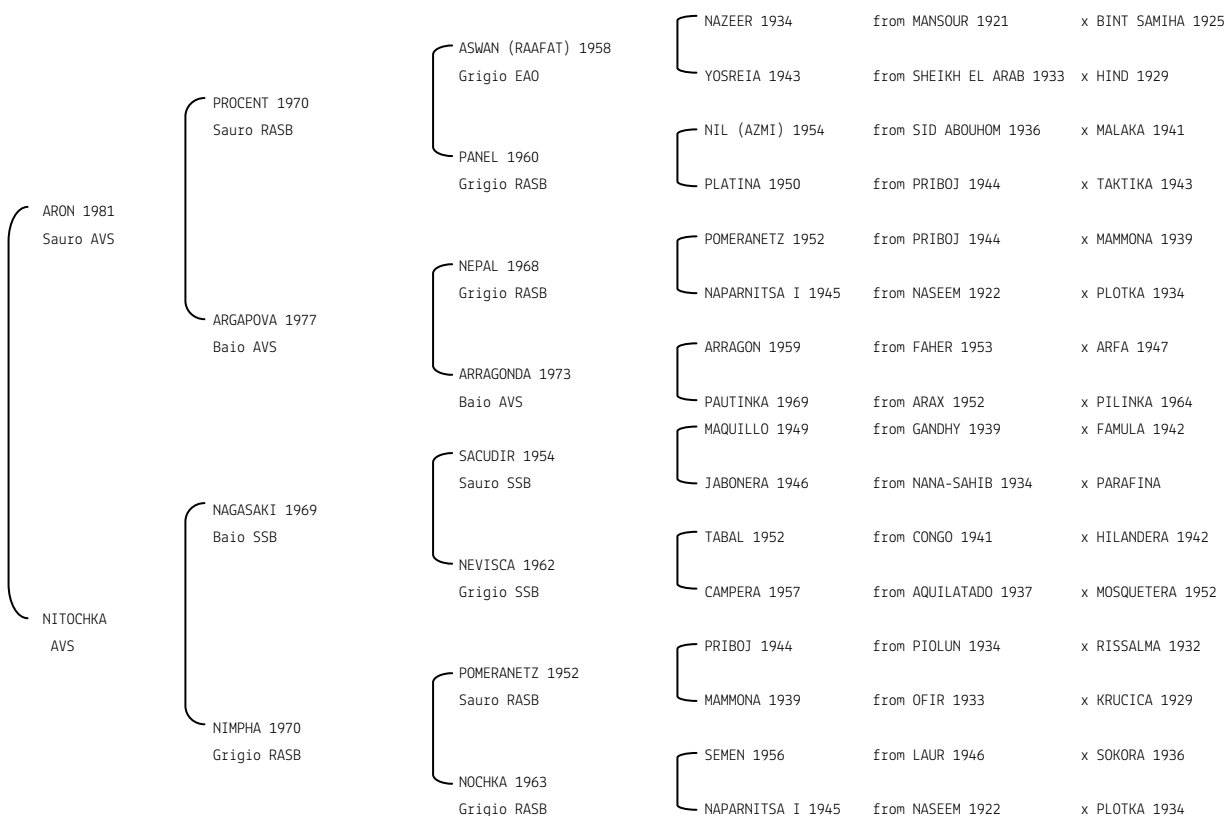 NAZEER 1934 from MANSOUR 1921 x BINT SAMIHA 1925
ASWAN (RAAFAT) 1958
Grigio EAO
YOSREIA 1943 from SHEIKH EL ARAB 1933 x HIND 1929
PROCENT 1970
Sauro RASB
NIL (AZMI) 1954 from SID ABOUHOM 1936 x MALAKA 1941
PANEL 1960
Grigio RASB
PLATINA 1950 from PRIBOJ 1944 x TAKTIKA 1943
ARON 1981
Sauro AVS
POMERANETZ 1952 from PRIBOJ 1944 x MAMMONA 1939
NEPAL 1968
Grigio RASB
NAPARNITSA I 1945 from NASEEM 1922 x PLOTKA 1934
ARGAPOVA 1977
Baio AVS
ARRAGON 1959 from FAHER 1953 x ARFA 1947
ARRAGONDA 1973
Baio AVS
PAUTINKA 1969 from ARAX 1952 x PILINKA 1964
MAQUILLO 1949 from GANDHY 1939 x FAMULA 1942
SACUDIR 1954
Sauro SSB
JABONERA 1946 from NANA-SAHIB 1934 x PARAFINA
NAGASAKI 1969
Baio SSB
TABAL 1952 from CONGO 1941 x HILANDERA 1942
NEVISCA 1962
Grigio SSB
CAMPERA 1957 from AQUILATADO 1937 x MOSQUETERA 1952
NITOCHKA
AVS
PRIBOJ 1944 from PIOLUN 1934 x RISSALMA 1932
POMERANETZ 1952
Sauro RASB
MAMMONA 1939 from OFIR 1933 x KRUCICA 1929
NIMPHA 1970
Grigio RASB
SEMEN 1956 from LAUR 1946 x SOKORA 1936
NOCHKA 1963
Grigio RASB
NAPARNITSA I 1945 from NASEEM 1922 x PLOTKA 1934